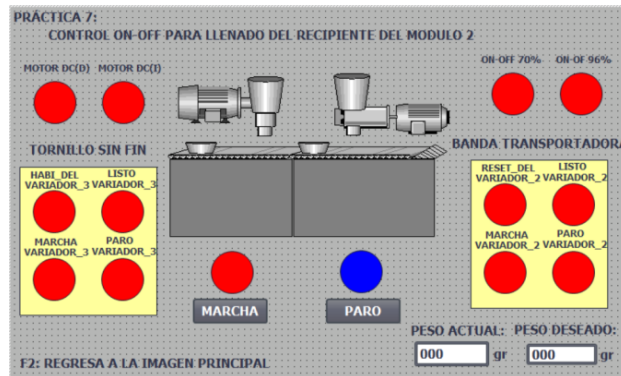 PRÁCTICA 7:
CONTROL ON-OFF PARA LLENADO DEL RECIPIENTE DEL MODULO 2
MOTOR DC(D) MOTOR DC(I)
ON-OFF 70% ON-OF 96%
TORNILLO SIN FIN
BANDA TRANSPORTADORA
HABI_DEL VARIADOR_3
LISTO VARIADOR_3
RESET_DEL VARIADOR_2
LISTO VARIADOR_2
MARCHA VARIADOR_3
PARO VARIADOR_3
MARCHA VARIADOR_2
PARO VARIADOR_2
MARCHA
PARO
PESO ACTUAL: PESO DESEADO:
000 gr 000 gr
F2: REGRESA A LA IMAGEN PRINCIPAL